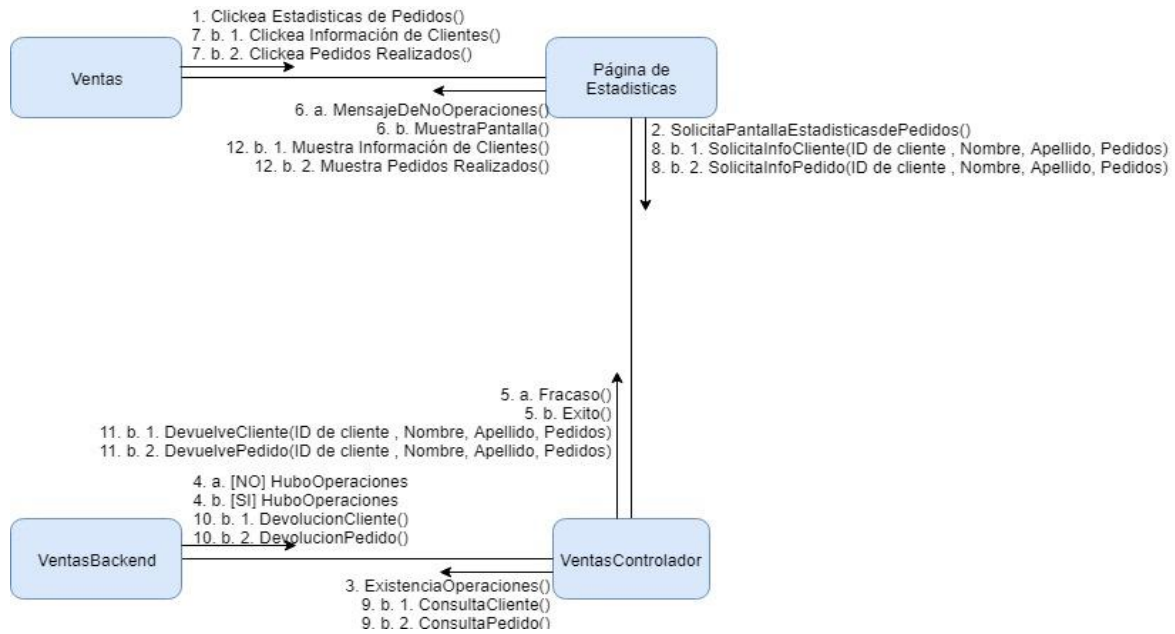 1. Clickea Estadisticas de Pedidos()
7. b. 1. Clickea Información de Clientes()
7. b. 2. Clickea Pedidos Realizados()
Ventas
Página de
Estadisticas
6. a. MensajeDeNoOperaciones()
6. b. MuestraPantalla()
12. b. 1. Muestra Información de Clientes()
12. b. 2. Muestra Pedidos Realizados()
2. SolicitaPantallaEstadisticasdePedidos()
8. b. 1. SolicitaInfoCliente(ID de cliente , Nombre, Apellido, Pedidos)
8. b. 2. SolicitaInfoPedido(ID de cliente , Nombre, Apellido, Pedidos)
5. a. Fracaso()
5. b. Exito()
11. b. 1. DevuelveCliente(ID de cliente , Nombre, Apellido, Pedidos)
11. b. 2. DevuelvePedido(ID de cliente , Nombre, Apellido, Pedidos)
4. a. [NO] HuboOperaciones
4. b. [SI] HuboOperaciones
10. b. 1. DevolucionCliente()
10. b. 2. DevolucionPedido()
VentasBackend
VentasControlador
3. ExistenciaOperaciones()
9. b. 1. ConsultaCliente()
9. b. 2. ConsultaPedido()